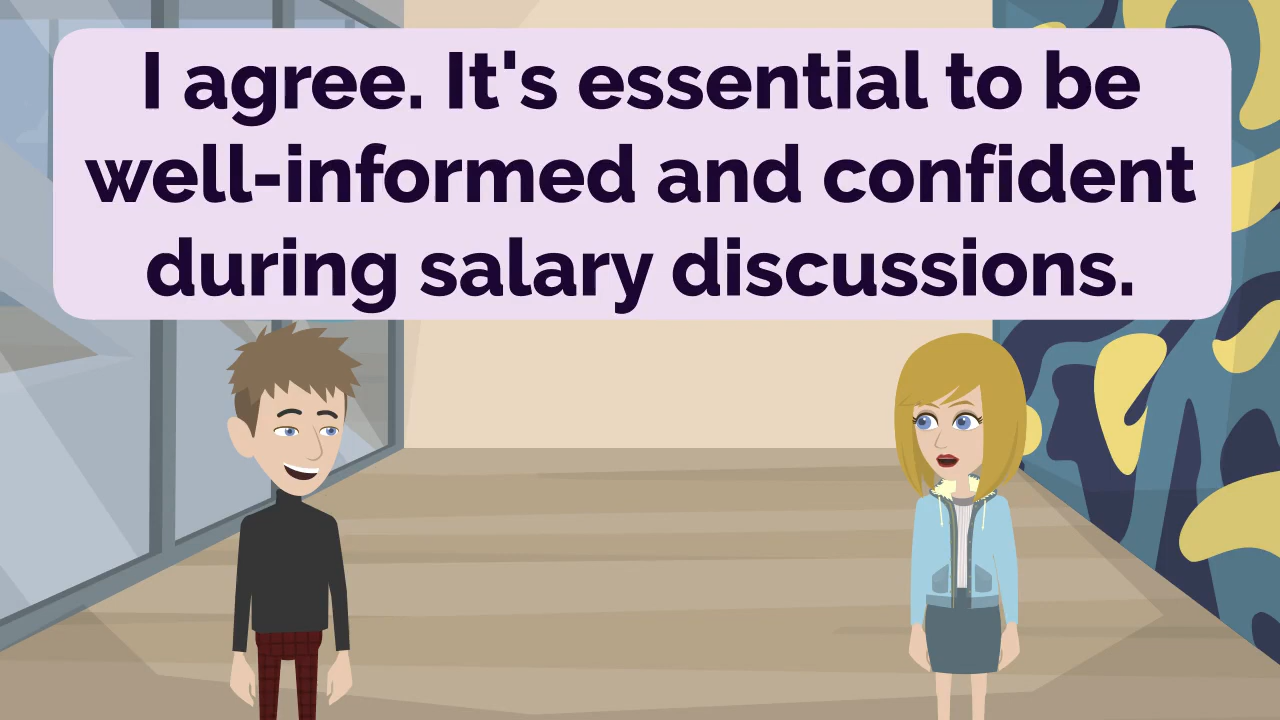 I agree. It's essential to be
well-informed and confident
during salary discussions.